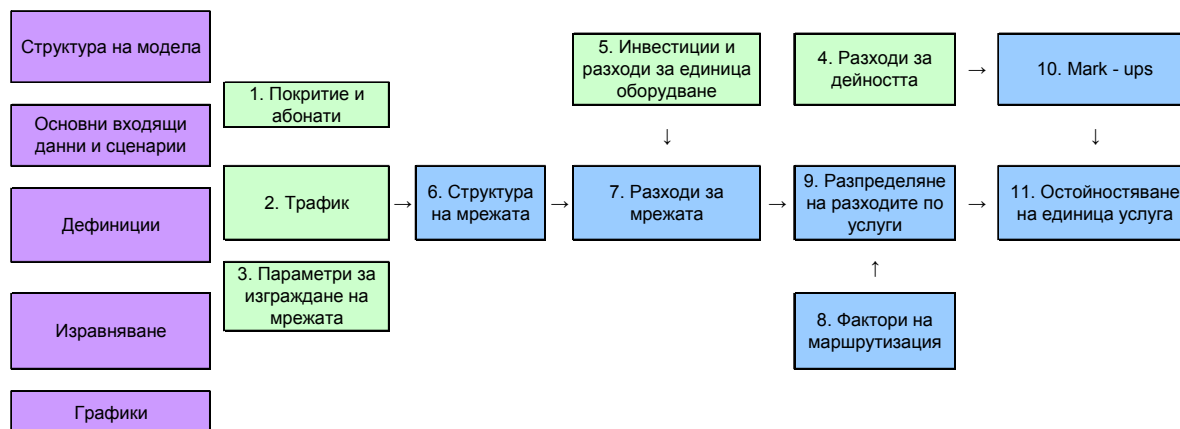 Структура на модела
Основни входящи
данни и сценарии
Дефиниции
Изравняване
Графики
1. Покритие и
абонати
2. Трафик
3. Параметри за
изграждане на
мрежата
→
6. Структура
на мрежата
→
5. Инвестиции и
разходи за единица
оборудване
↓
7. Разходи за
мрежата
→
4. Разходи за
дейността
→
9. Разпределяне
на разходите по
услуги
→
↑
8. Фактори на
маршрутизация
10. Mark - ups
↓
11. Остойностяване
на единица услуга